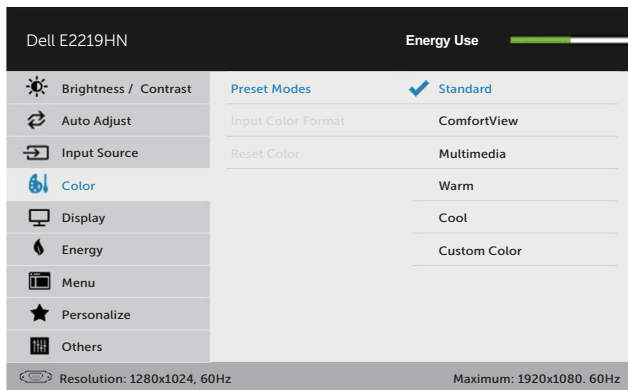 Dell E2219HN
Energy Use
Brightness / Contrast
Preset Modes
Standard
Auto Adjust
Input Color Format
ComfortView
Input Source
Reset Color
Multimedia
Color
Warm
Display
Cool
Energy
Custom Color
Menu
Personalize
Others
Resolution: 1280x1024, 60Hz
Maximum: 1920x1080. 60Hz